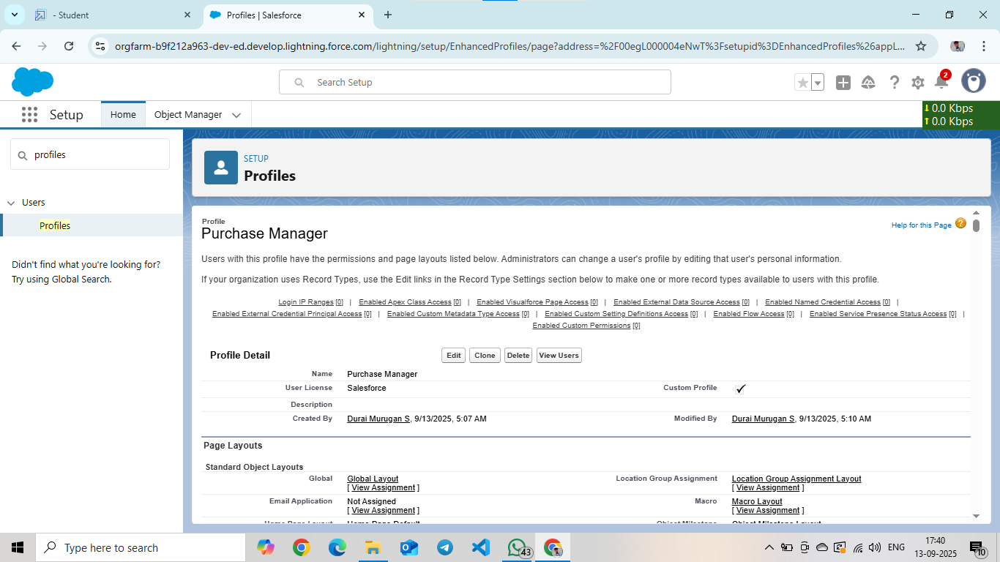 - Student
Profiles | Salesforce
orgfarm-b9f212a963-dev-ed.develop.lightning.force.com/lightning/setup/EnhancedProfiles/page?address=%2F00egL000004eNwT%3Fsetupid%3DEnhancedProfiles%26appL...
Search Setup
2
Setup
Home
Object Manager
0.0 Kbps
0.0 Kbps
profiles
Users
Profiles
Didn't find what you're looking for?
Try using Global Search.
SETUP
Profiles
Profile
Purchase Manager
Help for this Page ?
Users with this profile have the permissions and page layouts listed below. Administrators can change a user's profile by editing that user's personal information.
If your organization uses Record Types, use the Edit links in the Record Type Settings section below to make one or more record types available to users with this profile.
Login IP Ranges [0] | Enabled Apex Class Access [0] | Enabled Visualforce Page Access [0] | Enabled External Data Source Access [0] | Enabled Named Credential Access [0] |
Enabled External Credential Principal Access [0] | Enabled Custom Metadata Type Access [0] | Enabled Custom Setting Definitions Access [0] | Enabled Flow Access [0] | Enabled Service Presence Status Access [0] |
Enabled Custom Permissions [0]
Profile Detail Edit Clone Delete View Users
Name Purchase Manager
User License Salesforce Custom Profile
Description
Created By Durai Murugan S, 9/13/2025, 5:07 AM Modified By Durai Murugan S, 9/13/2025, 5:10 AM
Page Layouts
Standard Object Layouts
Global Global Layout Location Group Assignment Location Group Assignment Layout
[ View Assignment ] [ View Assignment ]
Email Application Not Assigned Macro Macro Layout
[ View Assignment ] [ View Assignment ]
Home Page Layout Home Page Default Object Milestone Object Milestone Layout
Type here to search
43
ENG
17:40
13-09-2025
10